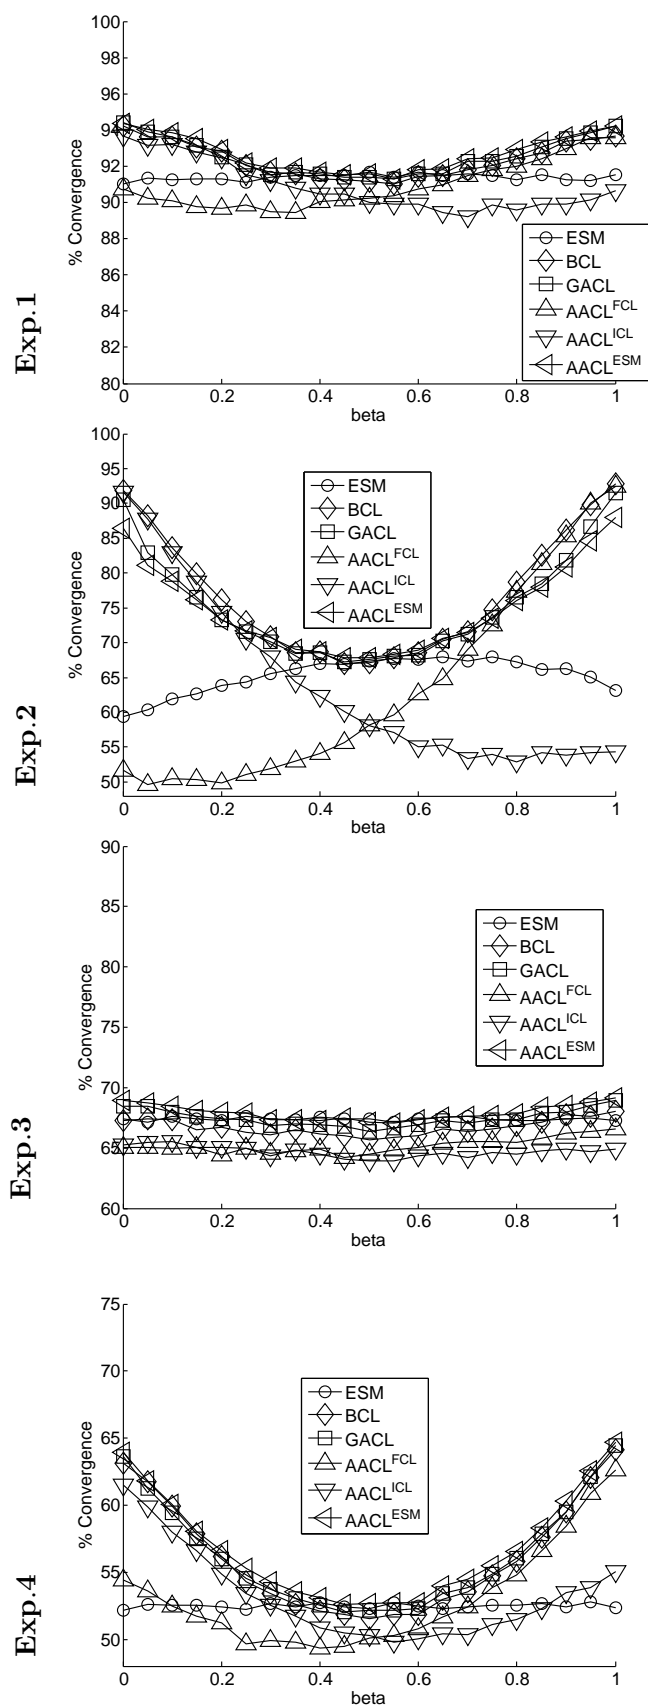 Exp.1
% Convergence
100
98
96
94
92
90
88
86
84
82
80
0
0.2
0.4
0.6
0.8
1
beta
ESM
BCL
GACL
AACL^FCL
AACL^ICL
AACL^ESM
Exp.2
% Convergence
100
95
90
85
80
75
70
65
60
55
50
0
0.2
0.4
0.6
0.8
1
beta
ESM
BCL
GACL
AACL^FCL
AACL^ICL
AACL^ESM
Exp.3
% Convergence
90
85
80
75
70
65
60
0
0.2
0.4
0.6
0.8
1
beta
ESM
BCL
GACL
AACL^FCL
AACL^ICL
AACL^ESM
Exp.4
% Convergence
75
70
65
60
55
50
0
0.2
0.4
0.6
0.8
1
beta
ESM
BCL
GACL
AACL^FCL
AACL^ICL
AACL^ESM